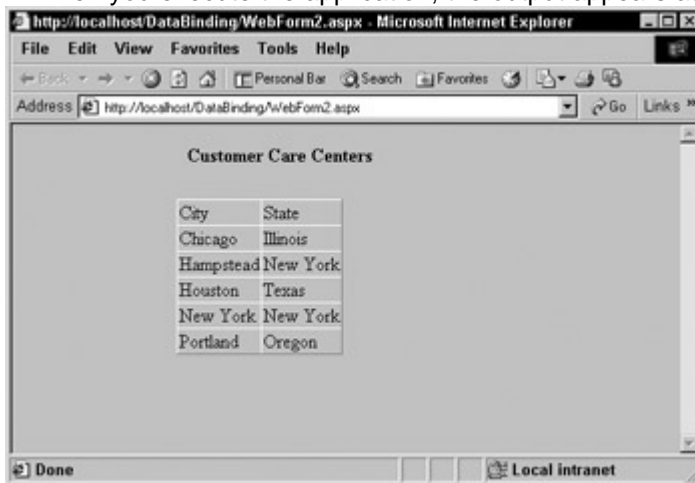 http://localhost/DataBinding/WebForm2.aspx - Microsoft Internet Explorer
File Edit View Favorites Tools Help
Back Personal Bar Search Favorites
Address http://localhost/DataBinding/WebForm2.aspx Go Links »
Customer Care Centers
City State
Chicago Illinois
Hampstead New York
Houston Texas
New York New York
Portland Oregon
Done Local intranet